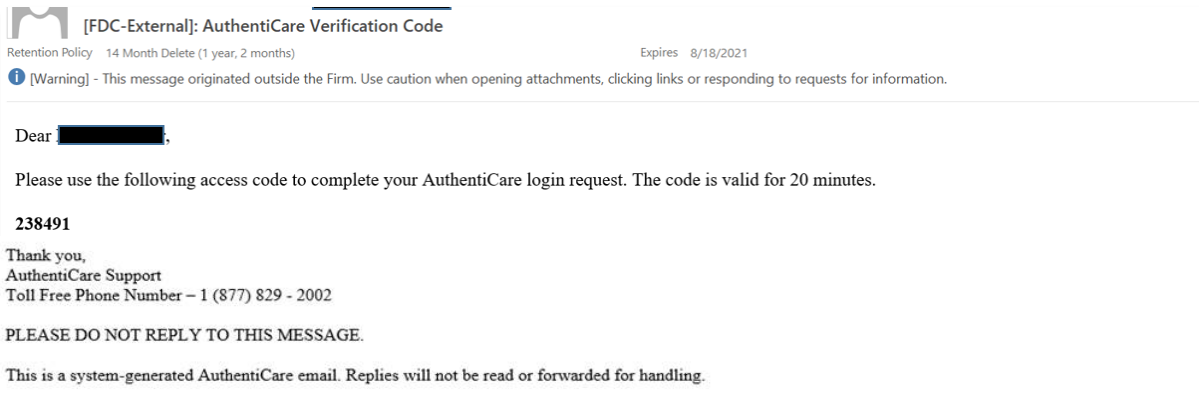 [FDC-External]: AuthentiCare Verification Code
Retention Policy 14 Month Delete (1 year, 2 months) Expires 8/18/2021
[Warning] - This message originated outside the Firm. Use caution when opening attachments, clicking links or responding to requests for information.
Dear ,
Please use the following access code to complete your AuthentiCare login request. The code is valid for 20 minutes.
238491
Thank you,
AuthentiCare Support
Toll Free Phone Number – 1 (877) 829 - 2002
PLEASE DO NOT REPLY TO THIS MESSAGE.
This is a system-generated AuthentiCare email. Replies will not be read or forwarded for handling.